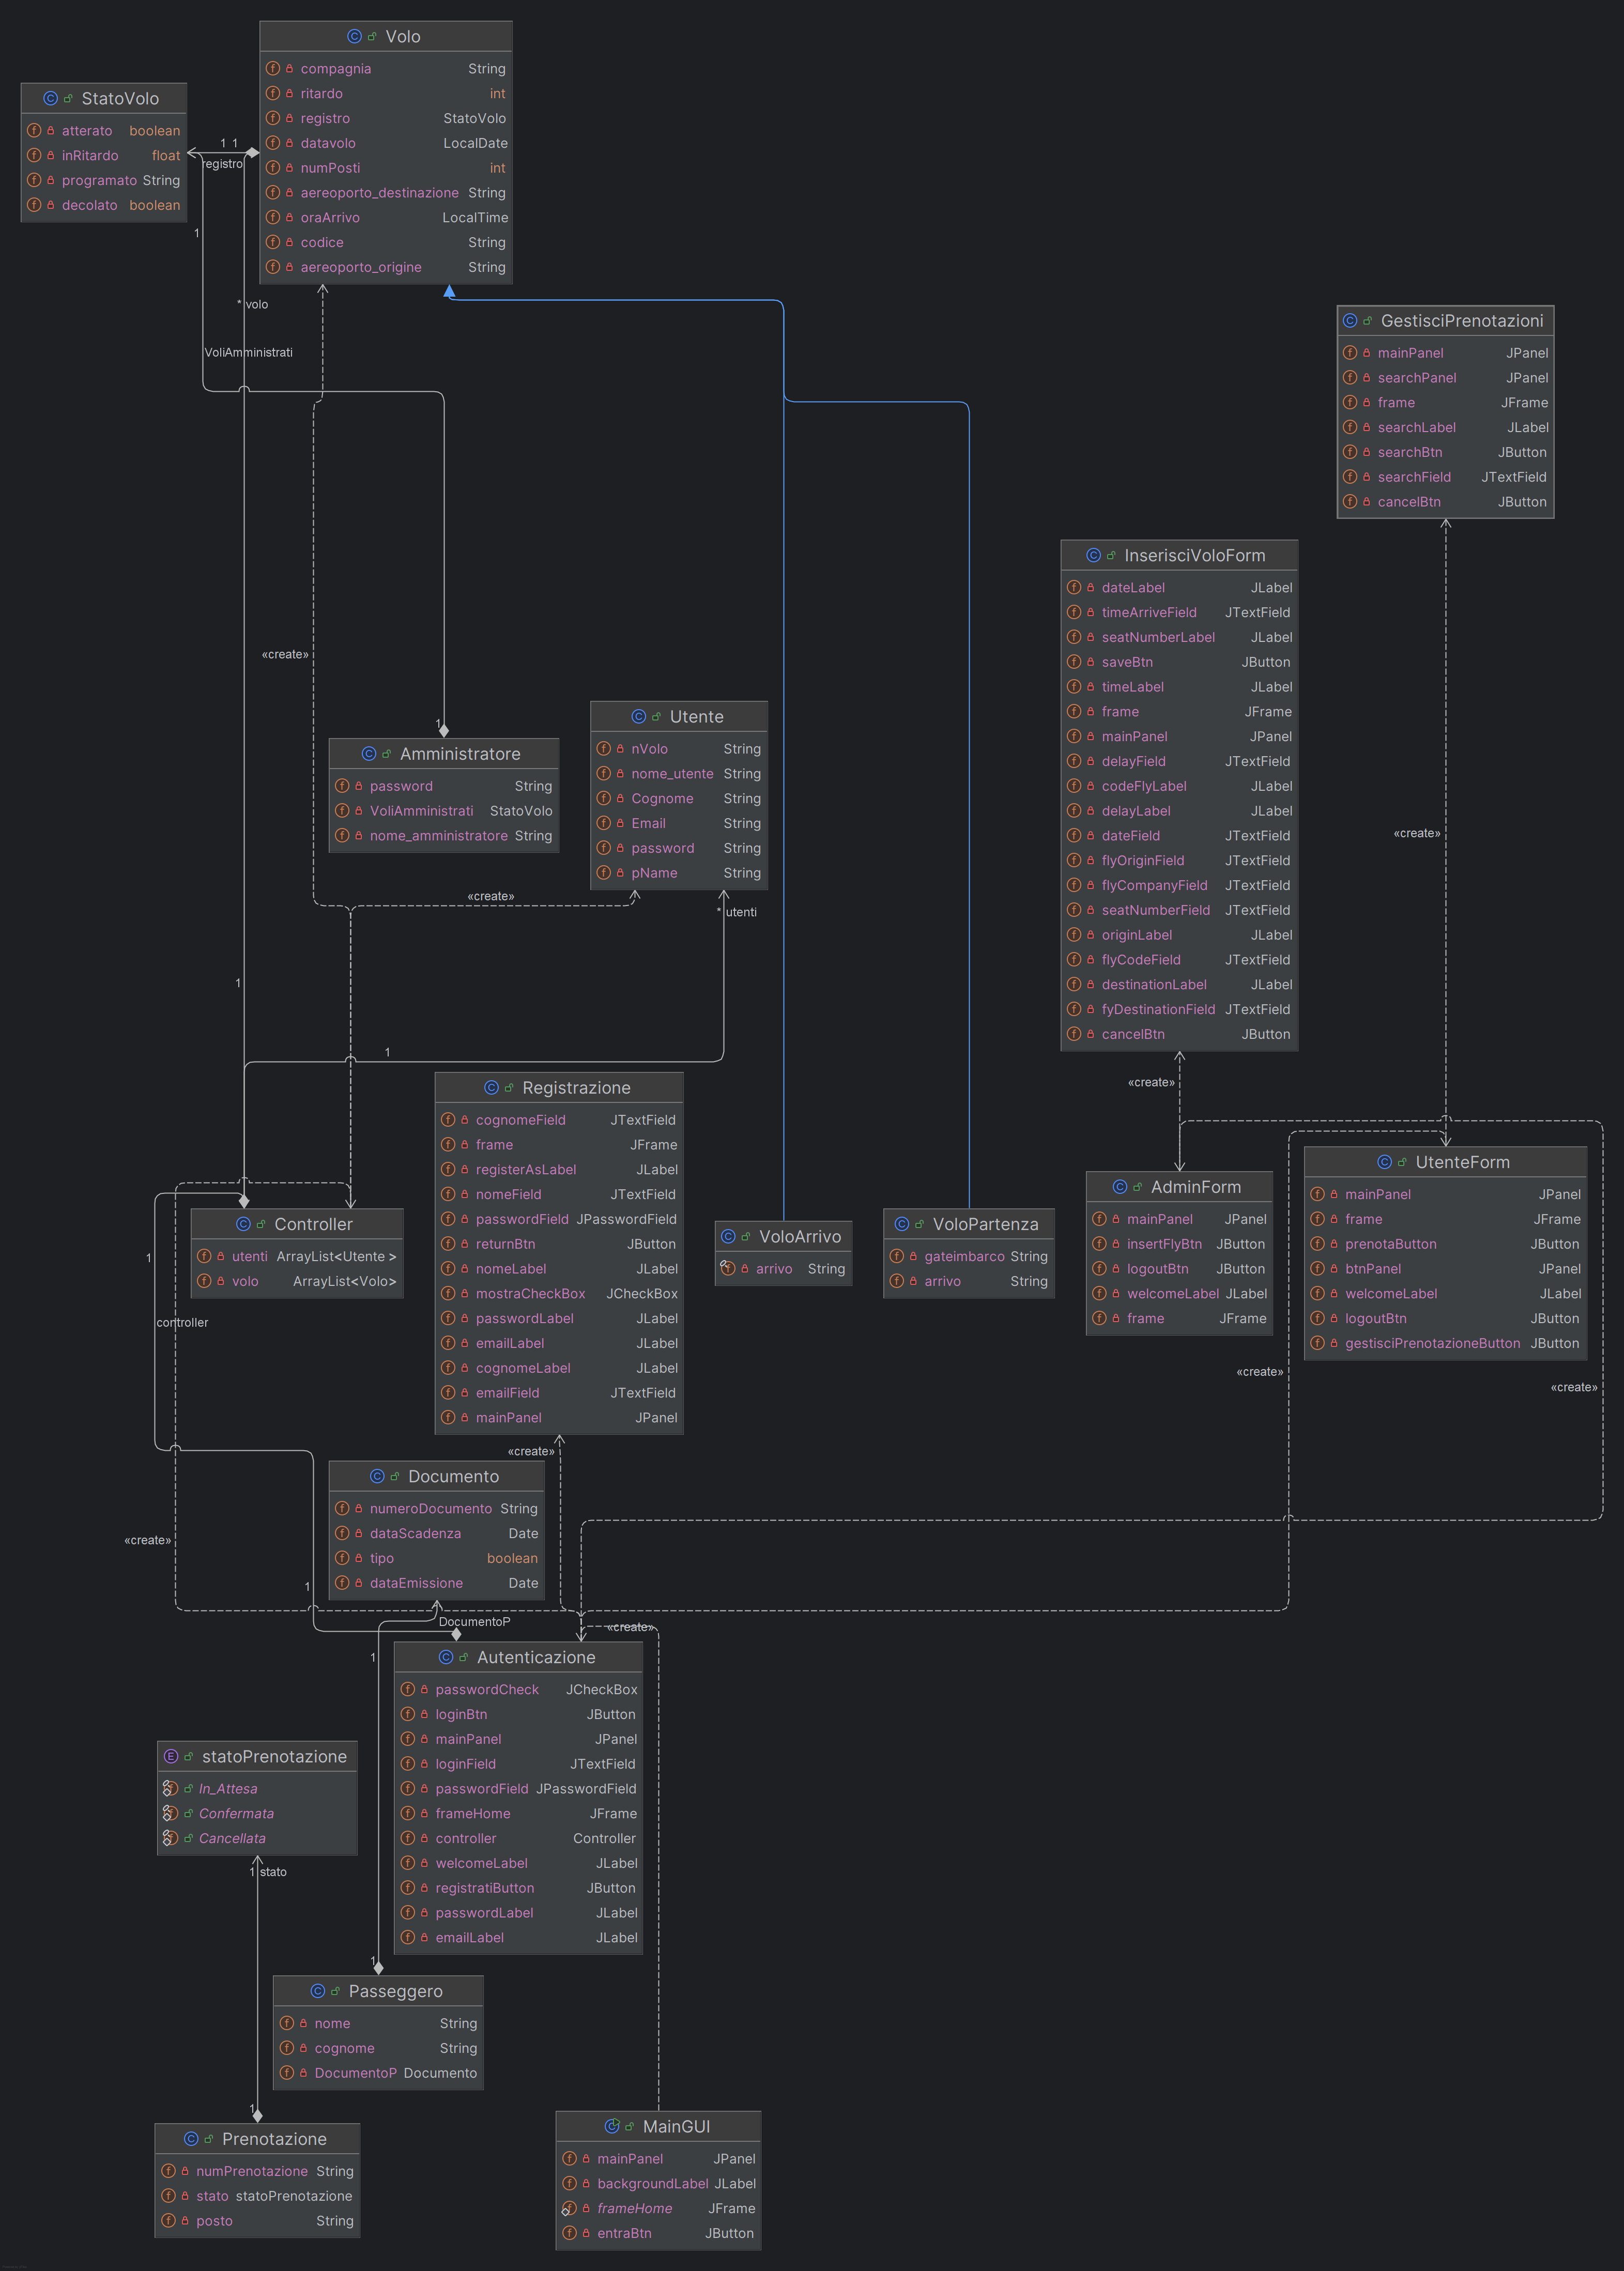 Volo
compagnia String
ritardo int
registro StatoVolo
datavolo LocalDate
numPosti int
aereoporto_destinazione String
oraArrivo LocalTime
codice String
aereoporto_origine String
StatoVolo
atterato boolean
inRitardo float
programato String
decolato boolean
1 1
registro
1
* volo
VoliAmministrati
GestisciPrenotazioni
mainPanel JPanel
searchPanel JPanel
frame JFrame
searchLabel JLabel
searchBtn JButton
searchField JTextField
cancelBtn JButton
InserisciVoloForm
dateLabel JLabel
timeArriveField JTextField
seatNumberLabel JLabel
saveBtn JButton
timeLabel JLabel
frame JFrame
mainPanel JPanel
delayField JTextField
codeFlyLabel JLabel
delayLabel JLabel
dateField JTextField
flyOriginField JTextField
flyCompanyField JTextField
seatNumberField JTextField
originLabel JLabel
flyCodeField JTextField
destinationLabel JLabel
fyDestinationField JTextField
cancelBtn JButton
«create»
«create»
1
Amministratore
password String
VoliAmministrati StatoVolo
nome_amministratore String
Utente
nVolo String
nome_utente String
Cognome String
Email String
password String
pName String
«create»
* utenti
1
1
«create»
Registrazione
cognomeField JTextField
frame JFrame
registerAsLabel JLabel
nomeField JTextField
passwordField JPasswordField
returnBtn JButton
nomeLabel JLabel
mostraCheckBox JCheckBox
passwordLabel JLabel
emailLabel JLabel
cognomeLabel JLabel
emailField JTextField
mainPanel JPanel
Controller
utenti ArrayList<Utente >
volo ArrayList<Volo>
1
controller
VoloArrivo
arrivo String
VoloPartenza
gateimbarco String
arrivo String
AdminForm
mainPanel JPanel
insertFlyBtn JButton
logoutBtn JButton
welcomeLabel JLabel
frame JFrame
UtenteForm
mainPanel JPanel
frame JFrame
prenotaButton JButton
btnPanel JPanel
welcomeLabel JLabel
logoutBtn JButton
gestisciPrenotazioneButton JButton
«create»
«create»
«create»
Documento
numeroDocumento String
dataScadenza Date
tipo boolean
dataEmissione Date
«create»
1
DocumentoP
«create»
1
Autenticazione
passwordCheck JCheckBox
loginBtn JButton
mainPanel JPanel
loginField JTextField
passwordField JPasswordField
frameHome JFrame
controller Controller
welcomeLabel JLabel
registratiButton JButton
passwordLabel JLabel
emailLabel JLabel
statoPrenotazione
In_Attesa
Confermata
Cancellata
1 stato
1
Passeggero
nome String
cognome String
DocumentoP Documento
1
Prenotazione
numPrenotazione String
stato statoPrenotazione
posto String
MainGUI
mainPanel JPanel
backgroundLabel JLabel
frameHome JFrame
entraBtn JButton